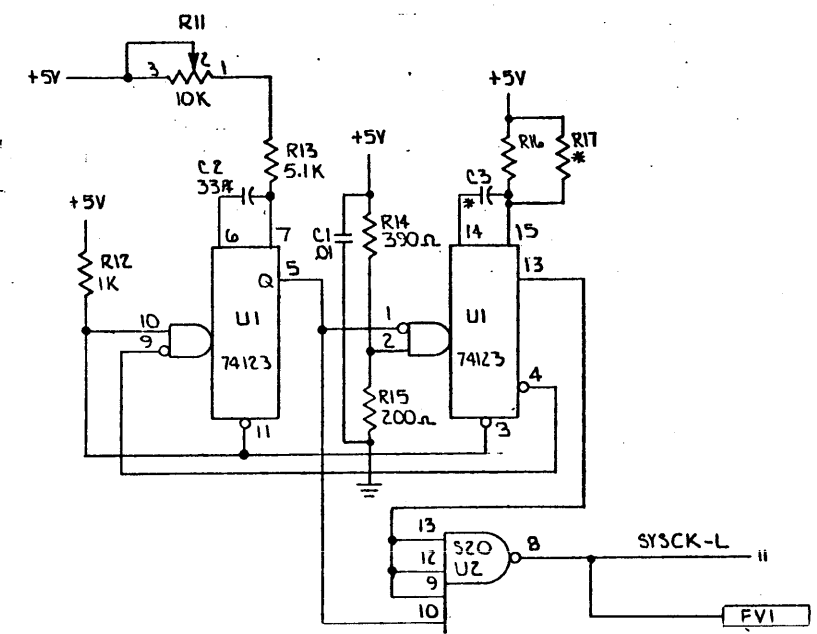 R11
+5V
3
2
1
10K
+5V
R13
5.1K
+5V
R16
R17
*
C2
33pf
C3
*
+5V
6
7
C1
.01
R14
390Ω
14
15
R12
1K
Q
5
13
10
9
U1
74123
1
2
U1
74123
4
R15
200Ω
11
3
13
12
9
10
S20
U2
8
SYSCK-L
11
FV1